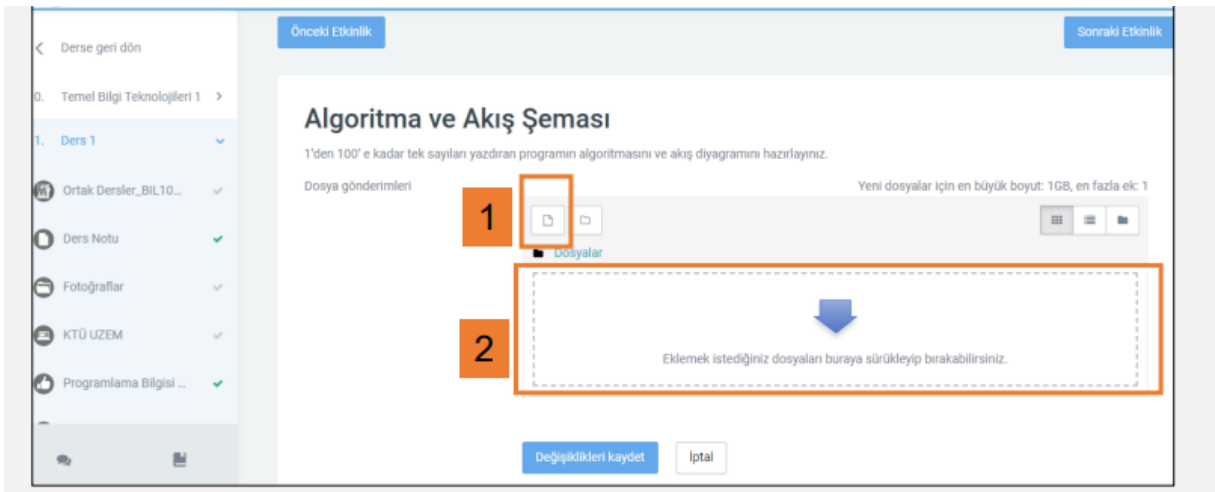 Önceki Etkinlik
Sonraki Etkinlik
Derse geri dön
0. Temel Bilgi Teknolojileri 1
1. Ders 1
Ortak Dersler_BIL10...
Ders Notu
Fotoğraflar
KTÜ UZEM
Programlama Bilgisi ...
Algoritma ve Akış Şeması
1'den 100' e kadar tek sayıları yazdıran programın algoritmasını ve akış diyagramını hazırlayınız.
Dosya gönderimleri
Yeni dosyalar için en büyük boyut: 1GB, en fazla ek: 1
1
Dosyalar
2
Eklemek istediğiniz dosyaları buraya sürükleyip bırakabilirsiniz.
Değişiklikleri kaydet
İptal